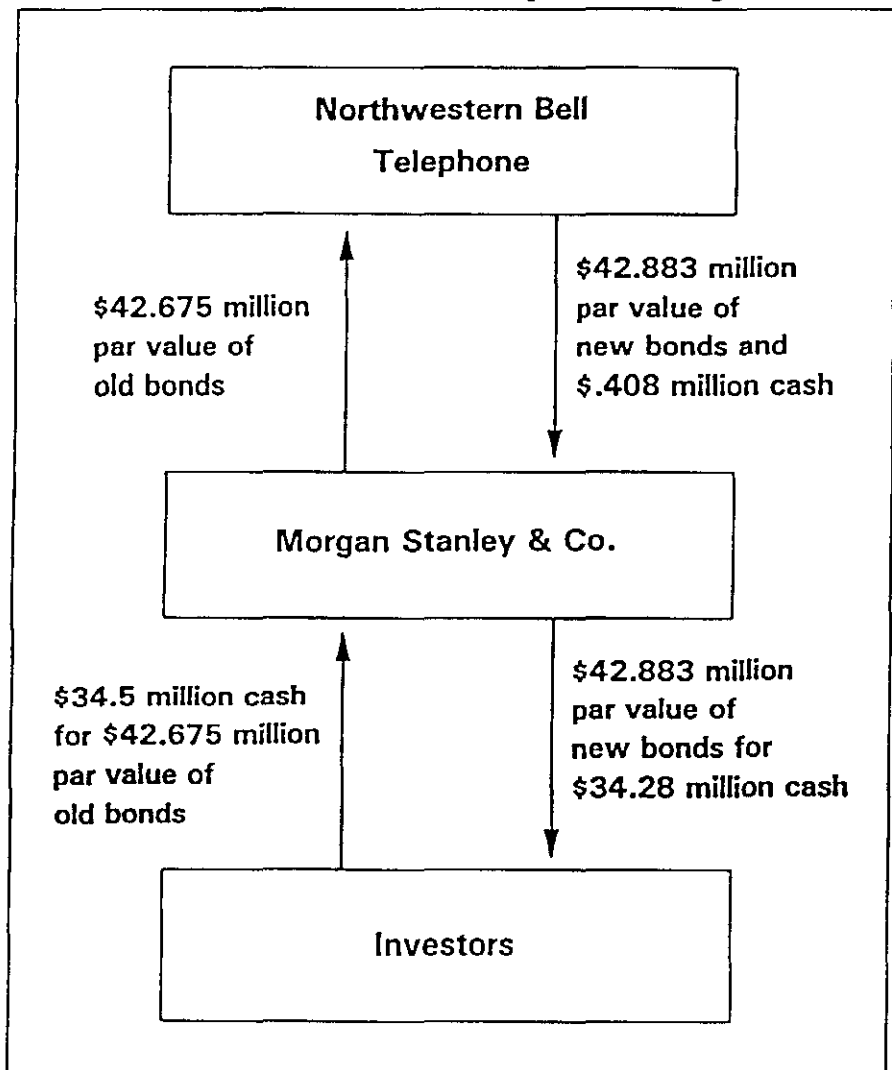 Northwestern Bell
Telephone
$42.675 million
par value of
old bonds
$42.883 million
par value of
new bonds and
$.408 million cash
Morgan Stanley & Co.
$34.5 million cash
for $42.675 million
par value of
old bonds
$42.883 million
par value of
new bonds for
$34.28 million cash
Investors